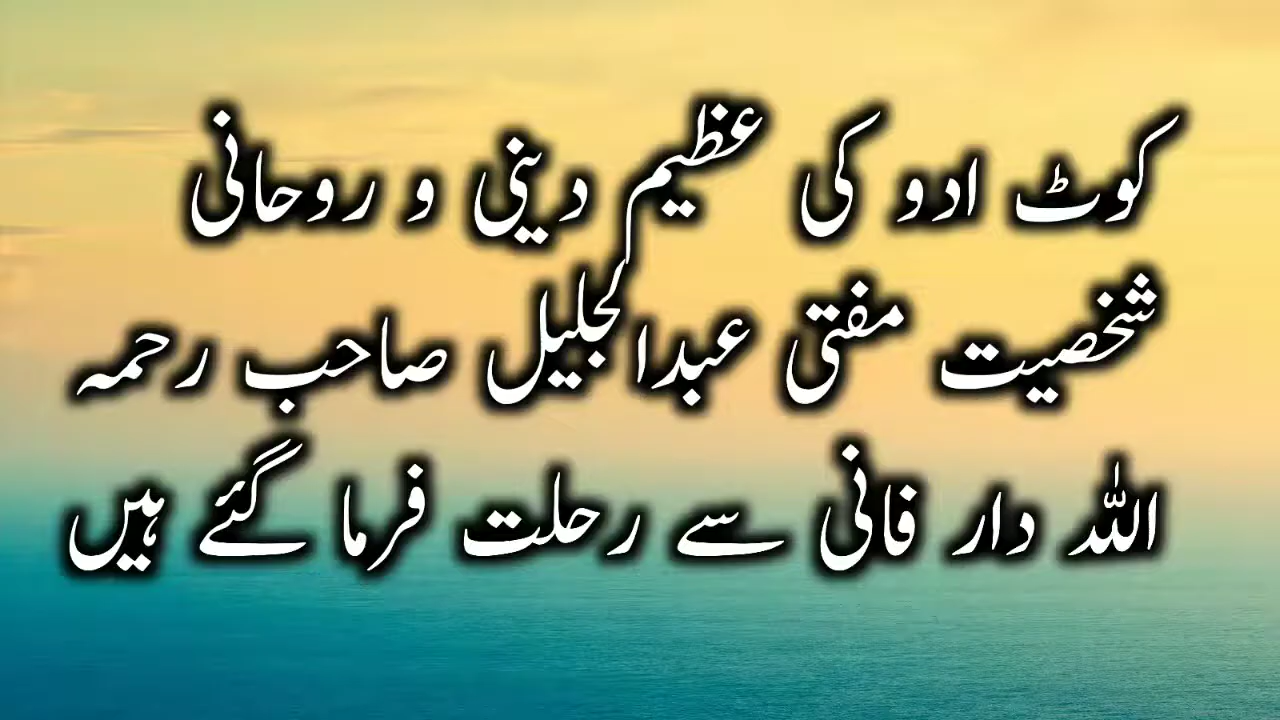 کوٹ ادو کی عظیم دینی و روحانی
شخصیت مفتی عبدالجلیل صاحب رحمہ
اللہ دار فانی سے رحلت فرما گئے ہیں